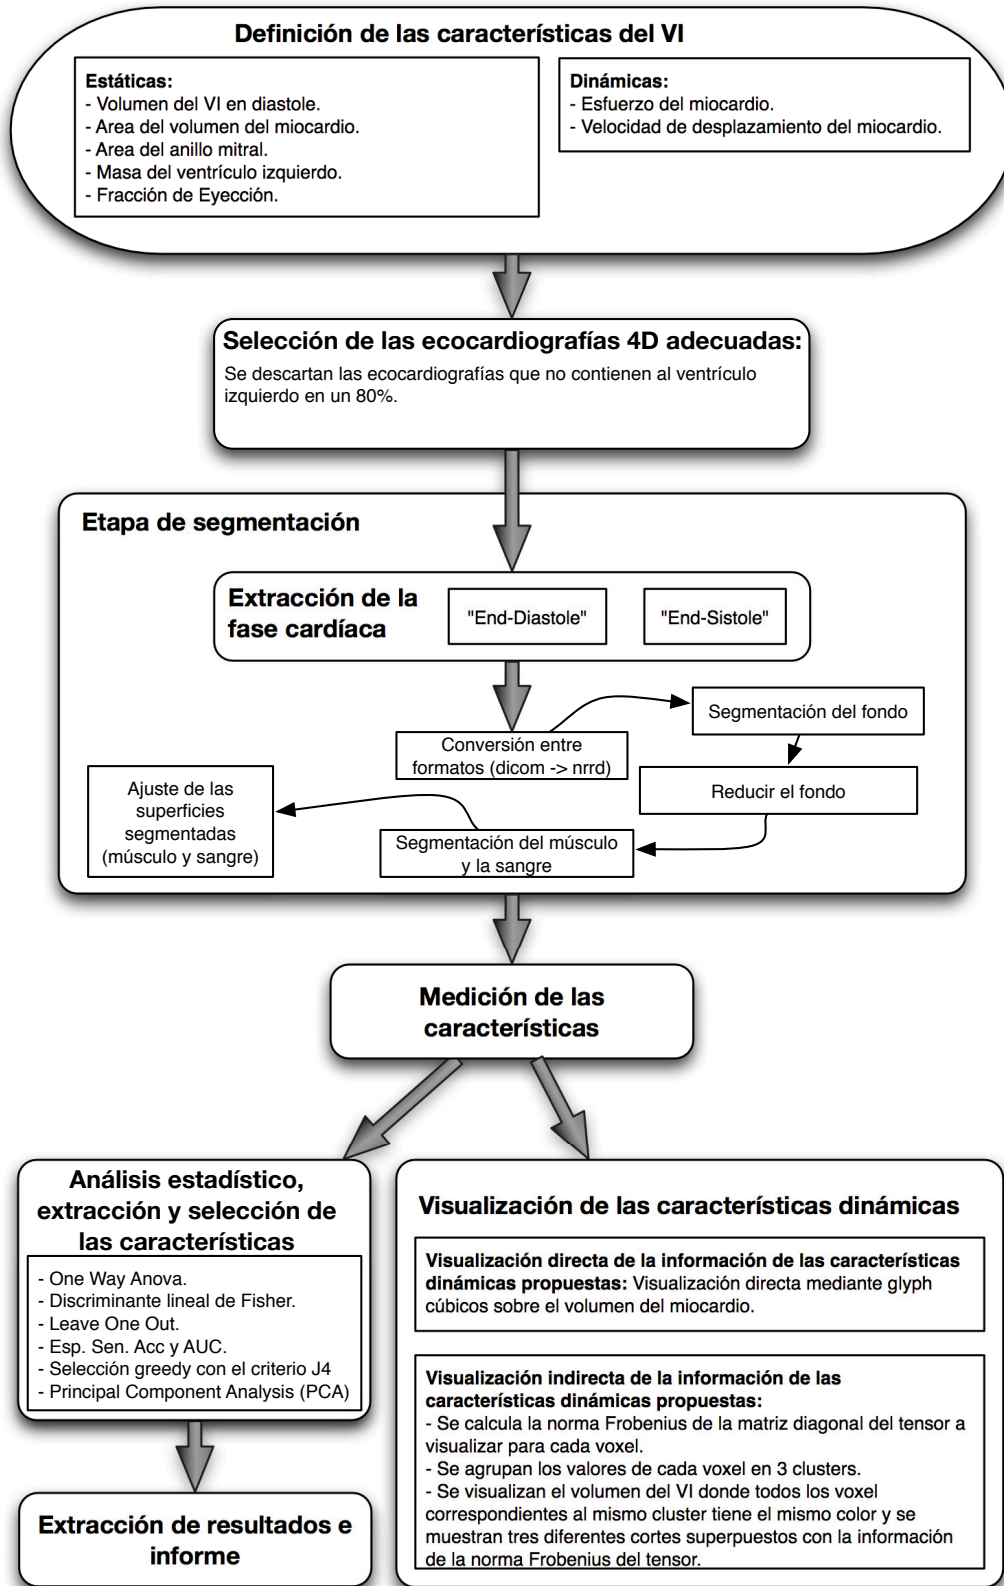 Definición de las características del VI
Estáticas:
- Volumen del VI en diastole.
- Area del volumen del miocardio.
- Area del anillo mitral.
- Masa del ventrículo izquierdo.
- Fracción de Eyección.
Dinámicas:
- Esfuerzo del miocardio.
- Velocidad de desplazamiento del miocardio.
Selección de las ecocardiografías 4D adecuadas:
Se descartan las ecocardiografías que no contienen al ventrículo
izquierdo en un 80%.
Etapa de segmentación
Extracción de la
fase cardíaca
"End-Diastole"
"End-Sistole"
Conversión entre
formatos (dicom -> nrrd)
Segmentación del fondo
Reducir el fondo
Segmentación del músculo
y la sangre
Ajuste de las
superficies
segmentadas
(músculo y sangre)
Medición de las
características
Análisis estadístico,
extracción y selección de
las características
- One Way Anova.
- Discriminante lineal de Fisher.
- Leave One Out.
- Esp. Sen. Acc y AUC.
- Selección greedy con el criterio J4
- Principal Component Analysis (PCA)
Extracción de resultados e
informe
Visualización de las características dinámicas
Visualización directa de la información de las características
dinámicas propuestas: Visualización directa mediante glyph
cúbicos sobre el volumen del miocardio.
Visualización indirecta de la información de las
características dinámicas propuestas:
- Se calcula la norma Frobenius de la matriz diagonal del tensor a
visualizar para cada voxel.
- Se agrupan los valores de cada voxel en 3 clusters.
- Se visualizan el volumen del VI donde todos los voxel
correspondientes al mismo cluster tiene el mismo color y se
muestran tres diferentes cortes superpuestos con la información
de la norma Frobenius del tensor.